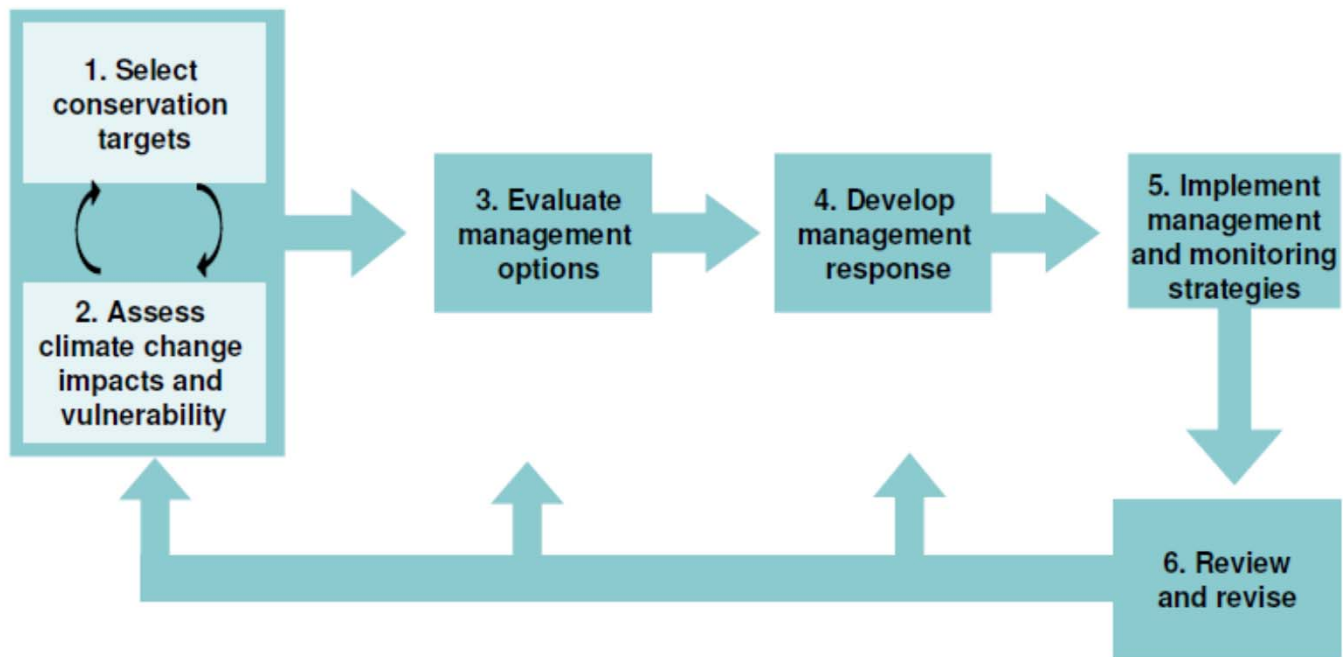 1. Select
conservation
targets
2. Assess
climate change
impacts and
vulnerability
3. Evaluate
management
options
4. Develop
management
response
5. Implement
management
and monitoring
strategies
6. Review
and revise